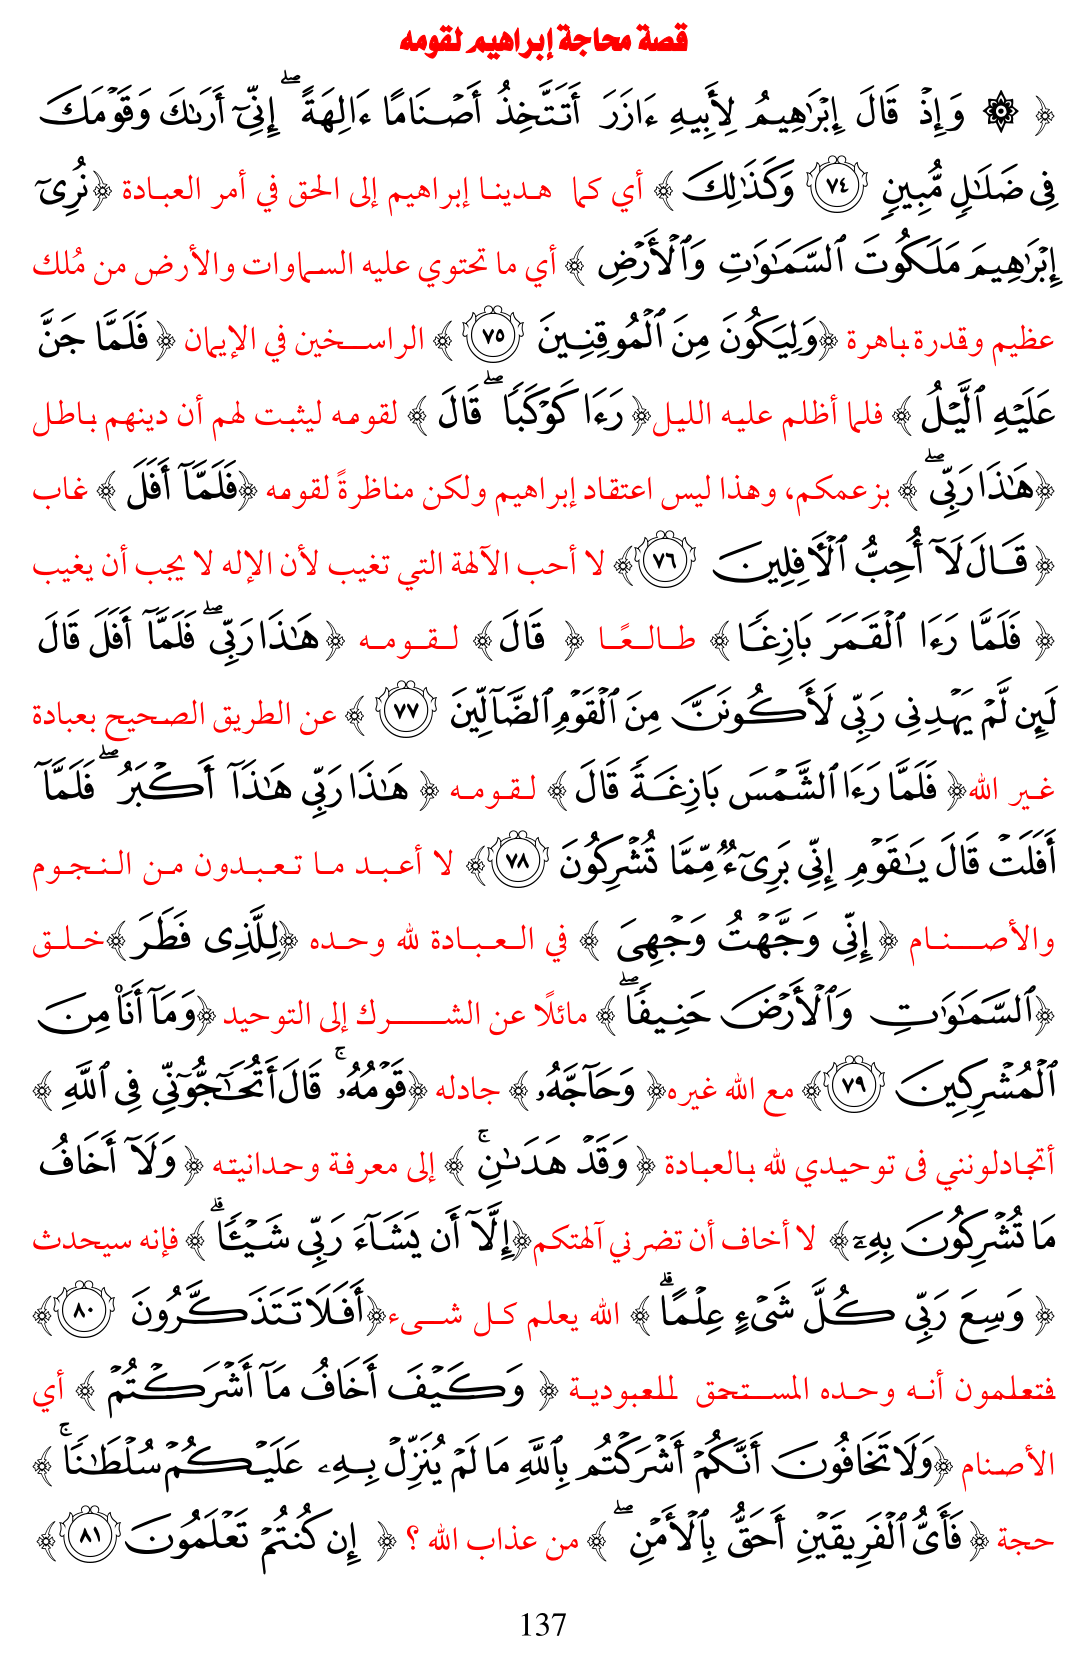 قصة محاجة إبراهيم لقومه
﴿ ۞ وَإِذْ قَالَ إِبْرَٰهِيمُ لِأَبِيهِ ءَازَرَ أَتَتَّخِذُ أَصْنَامًا ءَالِهَةً ۖ إِنِّىٓ أَرَىٰكَ وَقَوْمَكَ
فِى ضَلَٰلٍ مُّبِينٍ ٧٤ وَكَذَٰلِكَ ﴾ أي كما هدينا إبراهيم إلى الحق في أمر العبادة ﴿ نُرِىٓ
إِبْرَٰهِيمَ مَلَكُوتَ ٱلسَّمَٰوَٰتِ وَٱلْأَرْضِ ﴾ أي ما تحتوي عليه السماوات والأرض من مُلك
عظيم وقدرة باهرة ﴿وَلِيَكُونَ مِنَ ٱلْمُوقِنِينَ ٧٥ ﴾ الراسخين في الإيمان ﴿ فَلَمَّا جَنَّ
عَلَيْهِ ٱلَّيْلُ ﴾ فلما أظلم عليه الليل﴿ رَءَا كَوْكَبًا ۖ قَالَ ﴾ لقومه ليثبت لهم أن دينهم باطل
﴿هَٰذَا رَبِّى ۖ ﴾ بزعمكم، وهذا ليس اعتقاد إبراهيم ولكن مناظرةً لقومه ﴿فَلَمَّآ أَفَلَ ﴾ غاب
﴿ قَالَ لَآ أُحِبُّ ٱلْأَفِلِينَ ٧٦ ﴾ لا أحب الآلهة التي تغيب لأن الإله لا يجب أن يغيب
﴿ فَلَمَّا رَءَا ٱلْقَمَرَ بَازِغًا ﴾ طالعًا ﴿ قَالَ ﴾ لقومه ﴿ هَٰذَا رَبِّى ۖ فَلَمَّآ أَفَلَ قَالَ
لَئِن لَّمْ يَهْدِنِى رَبِّى لَأَكُونَنَّ مِنَ ٱلْقَوْمِ ٱلضَّآلِّينَ ٧٧ ﴾ عن الطريق الصحيح بعبادة
غير الله﴿ فَلَمَّا رَءَا ٱلشَّمْسَ بَازِغَةً قَالَ ﴾ لقومه ﴿ هَٰذَا رَبِّى هَٰذَآ أَكْبَرُ ۖ فَلَمَّآ
أَفَلَتْ قَالَ يَٰقَوْمِ إِنِّى بَرِىٓءٌ مِّمَّا تُشْرِكُونَ ٧٨ ﴾ لا أعبد ما تعبدون من النجوم
والأصنام ﴿ إِنِّى وَجَّهْتُ وَجْهِىَ ﴾ في العبادة لله وحده ﴿لِلَّذِى فَطَرَ ﴾خلق
﴿ٱلسَّمَٰوَٰتِ وَٱلْأَرْضَ حَنِيفًا ۖ ﴾ مائلًا عن الشرك إلى التوحيد ﴿وَمَآ أَنَا۠ مِنَ
ٱلْمُشْرِكِينَ ٧٩ ﴾ مع الله غيره﴿ وَحَآجَّهُۥ ﴾ جادله ﴿قَوْمُهُۥ ۚ قَالَ أَتُحَٰٓجُّوٓنِّى فِى ٱللَّهِ ﴾
أتجادلونني فى توحيدي لله بالعبادة ﴿ وَقَدْ هَدَىٰنِ ۚ ﴾ إلى معرفة وحدانيته ﴿ وَلَآ أَخَافُ
مَا تُشْرِكُونَ بِهِۦٓ ﴾ لا أخاف أن تضرني آلهتكم﴿إِلَّآ أَن يَشَآءَ رَبِّى شَيْـًٔا ۗ ﴾ فإنه سيحدث
﴿ وَسِعَ رَبِّى كُلَّ شَىْءٍ عِلْمًا ۗ ﴾ الله يعلم كل شىء﴿أَفَلَا تَتَذَكَّرُونَ ٨٠ ﴾
فتعلمون أنه وحده المستحق للعبودية ﴿ وَكَيْفَ أَخَافُ مَآ أَشْرَكْتُمْ ﴾ أي
الأصنام ﴿وَلَا تَخَافُونَ أَنَّكُمْ أَشْرَكْتُم بِٱللَّهِ مَا لَمْ يُنَزِّلْ بِهِۦ عَلَيْكُمْ سُلْطَٰنًا ۚ ﴾
حجة ﴿ فَأَىُّ ٱلْفَرِيقَيْنِ أَحَقُّ بِٱلْأَمْنِ ۖ ﴾ من عذاب الله ؟ ﴿ إِن كُنتُمْ تَعْلَمُونَ ٨١ ﴾
137